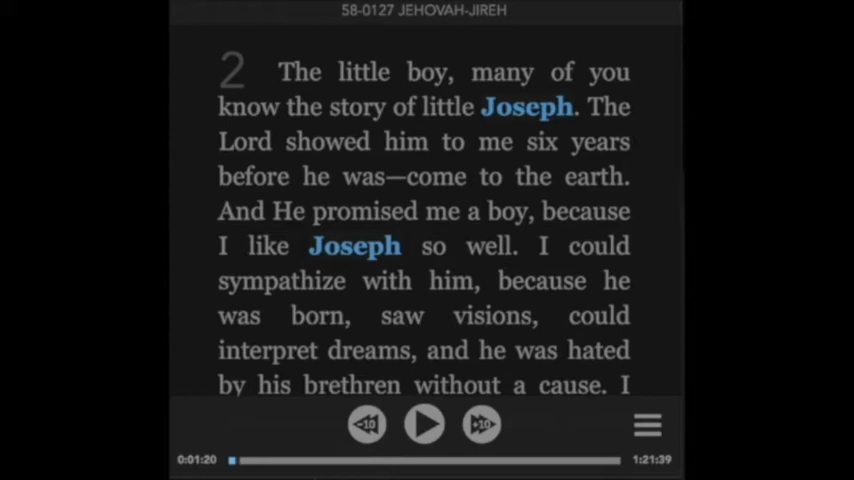 58-0127 JEHOVAH-JIREH
2 The little boy, many of you
know the story of little Joseph. The
Lord showed him to me six years
before he was—come to the earth.
And He promised me a boy, because
I like Joseph so well. I could
sympathize with him, because he
was born, saw visions, could
interpret dreams, and he was hated
by his brethren without a cause. I
-10 +10
0:01:20 1:21:39